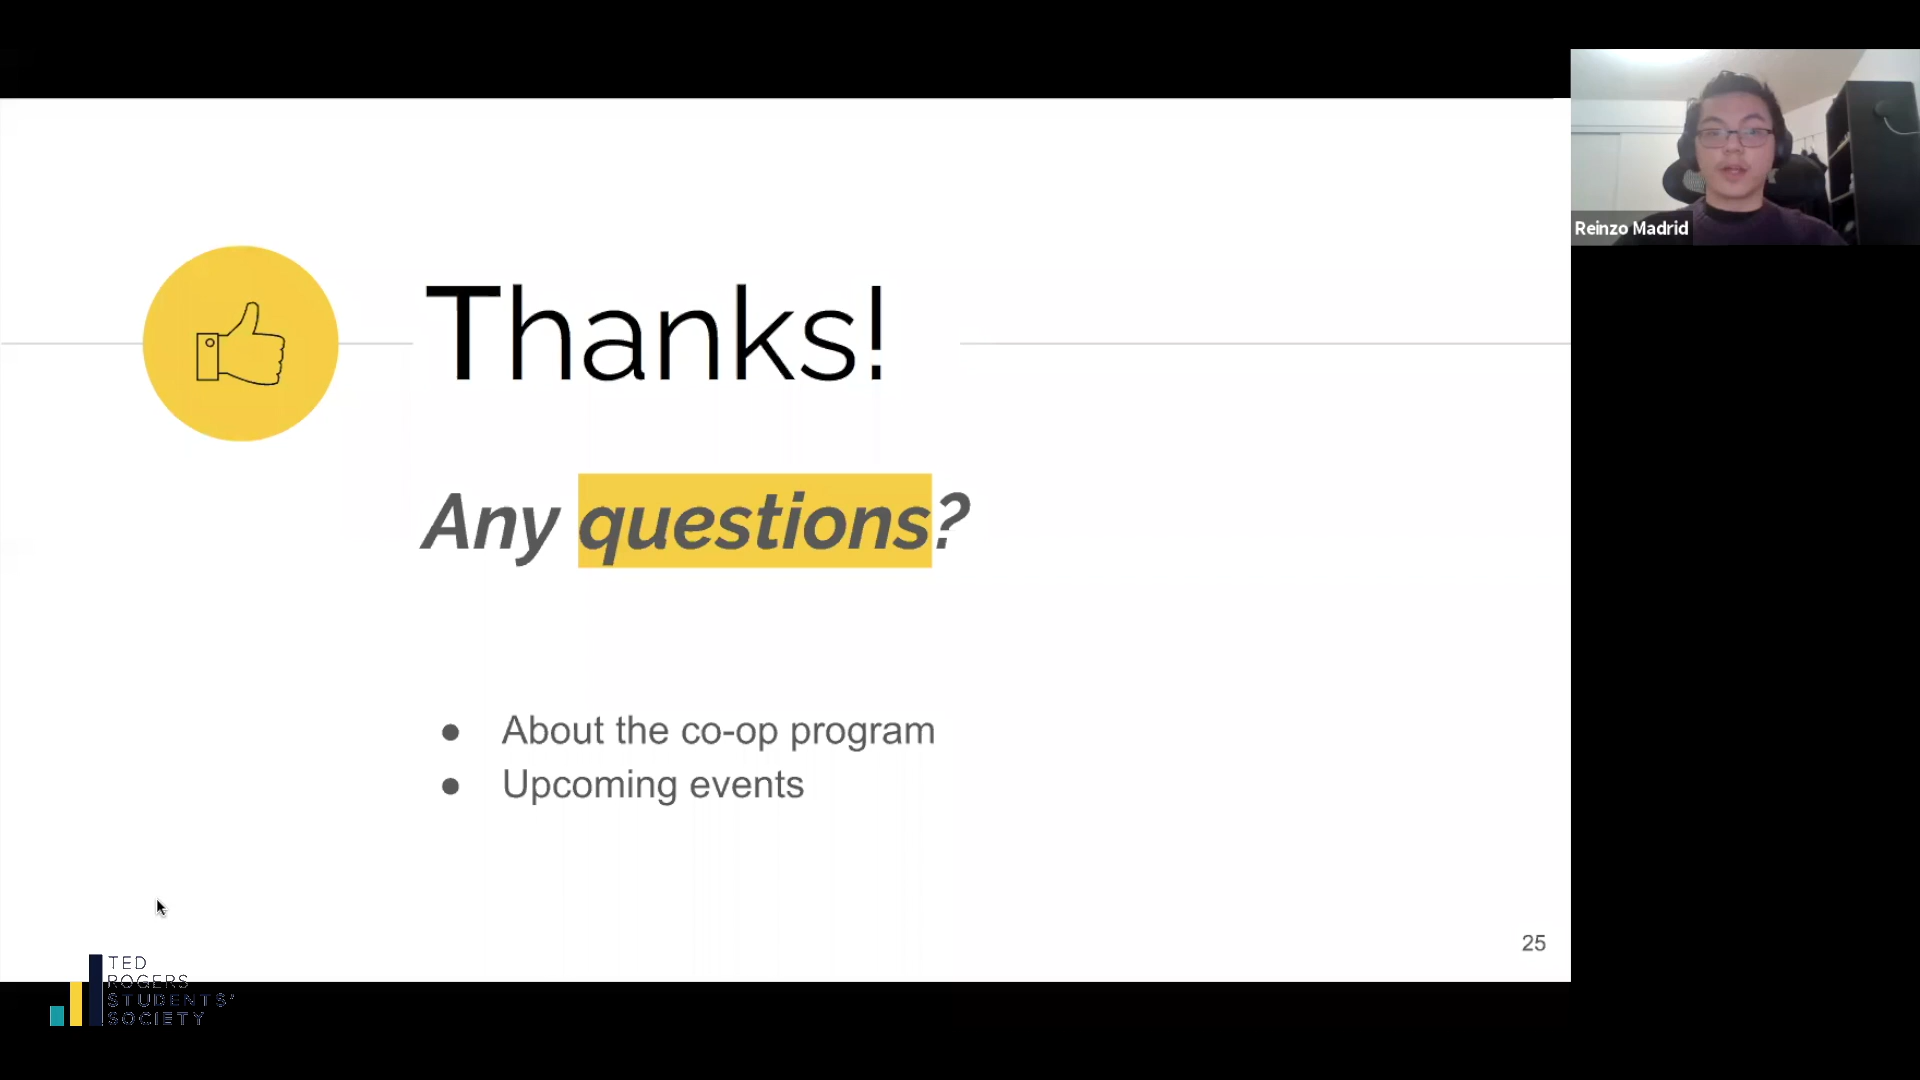 Thanks!
Any questions?
● About the co-op program
● Upcoming events
25
Reinzo Madrid
TED
ROGERS
STUDENTS'
SOCIETY